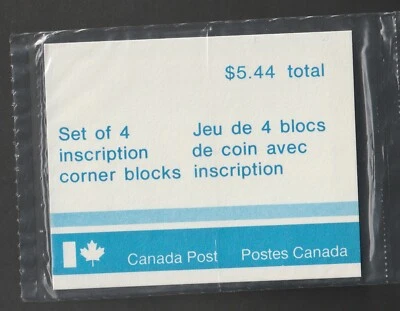 $5.44 total
Set of 4
inscription
corner blocks
Jeu de 4 blocs
de coin avec
inscription
Canada Post
Postes Canada